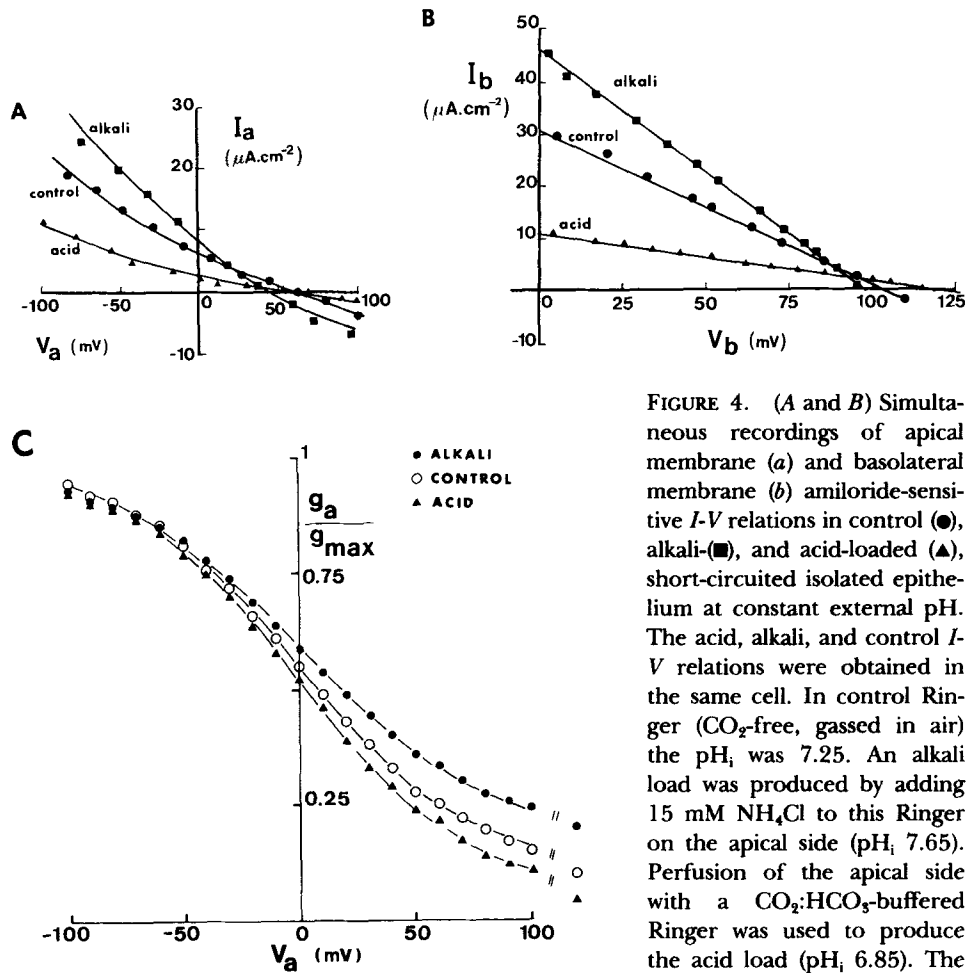 A
30
alkali
I_a
(μA.cm⁻²)
20
control
10
acid
-100
-50
0
50
100
V_a (mV)
-10
B
50
I_b
(μA.cm⁻²)
40
alkali
30
control
20
acid
10
0
25
50
75
100
125
-10
V_b (mV)
C
1
● ALKALI
○ CONTROL
▲ ACID
g_a
g_max
0.75
0.25
-100
-50
0
50
100
V_a (mV)
FIGURE 4. (A and B) Simulta-
neous recordings of apical
membrane (a) and basolateral
membrane (b) amiloride-sensi-
tive I-V relations in control (●),
alkali-(■), and acid-loaded (▲),
short-circuited isolated epithe-
lium at constant external pH.
The acid, alkali, and control I-
V relations were obtained in
the same cell. In control Rin-
ger (CO₂-free, gassed in air)
the pHᵢ was 7.25. An alkali
load was produced by adding
15 mM NH₄Cl to this Ringer
on the apical side (pHᵢ 7.65).
Perfusion of the apical side
with a CO₂:HCO₃-buffered
Ringer was used to produce
the acid load (pHᵢ 6.85). The